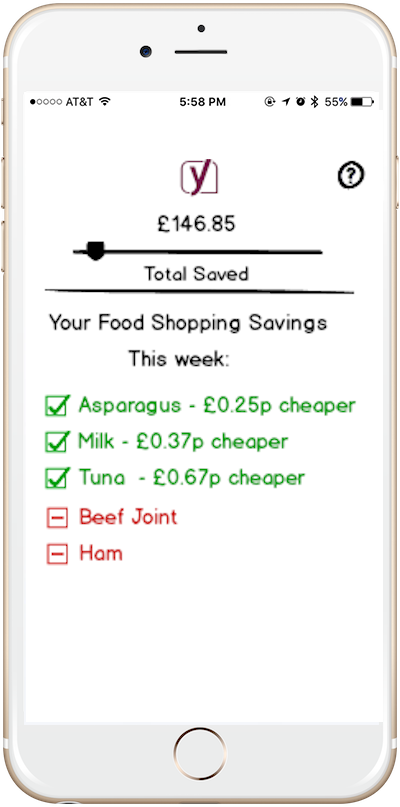 AT&T 5:58 PM 55%
y
?
£146.85
Total Saved
Your Food Shopping Savings
This week:
Asparagus - £0.25p cheaper
Milk - £0.37p cheaper
Tuna - £0.67p cheaper
Beef Joint
Ham